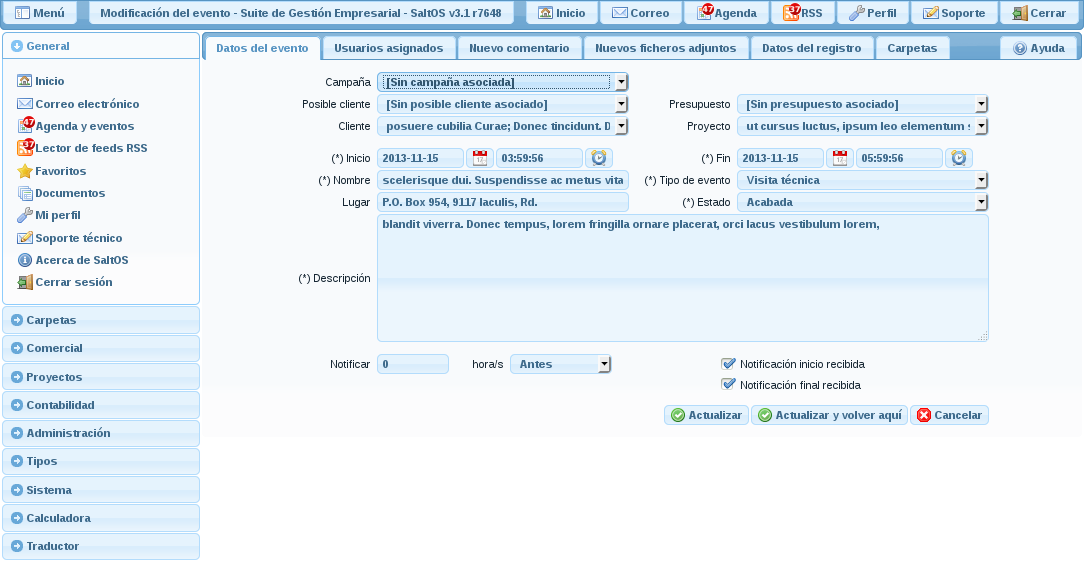 Menú
Modificación del evento - Suite de Gestión Empresarial - SaltOS v3.1 r7648
Inicio
Correo
47 Agenda
37 RSS
Perfil
Soporte
Cerrar
General
Inicio
Correo electrónico
47 Agenda y eventos
37 Lector de feeds RSS
Favoritos
Documentos
Mi perfil
Soporte técnico
Acerca de SaltOS
Cerrar sesión
Carpetas
Comercial
Proyectos
Contabilidad
Administración
Tipos
Sistema
Calculadora
Traductor
Datos del evento
Usuarios asignados
Nuevo comentario
Nuevos ficheros adjuntos
Datos del registro
Carpetas
Ayuda
Campaña [Sin campaña asociada]
Posible cliente [Sin posible cliente asociado] Presupuesto [Sin presupuesto asociado]
Cliente posuere cubilia Curae; Donec tincidunt. D Proyecto ut cursus luctus, ipsum leo elementum s
(*) Inicio 2013-11-15 03:59:56 (*) Fin 2013-11-15 05:59:56
(*) Nombre scelerisque dui. Suspendisse ac metus vita (*) Tipo de evento Visita técnica
Lugar P.O. Box 954, 9117 Iaculis, Rd. (*) Estado Acabada
blandit viverra. Donec tempus, lorem fringilla ornare placerat, orci lacus vestibulum lorem,
(*) Descripción
Notificar 0 hora/s Antes Notificación inicio recibida
Notificación final recibida
Actualizar Actualizar y volver aquí Cancelar